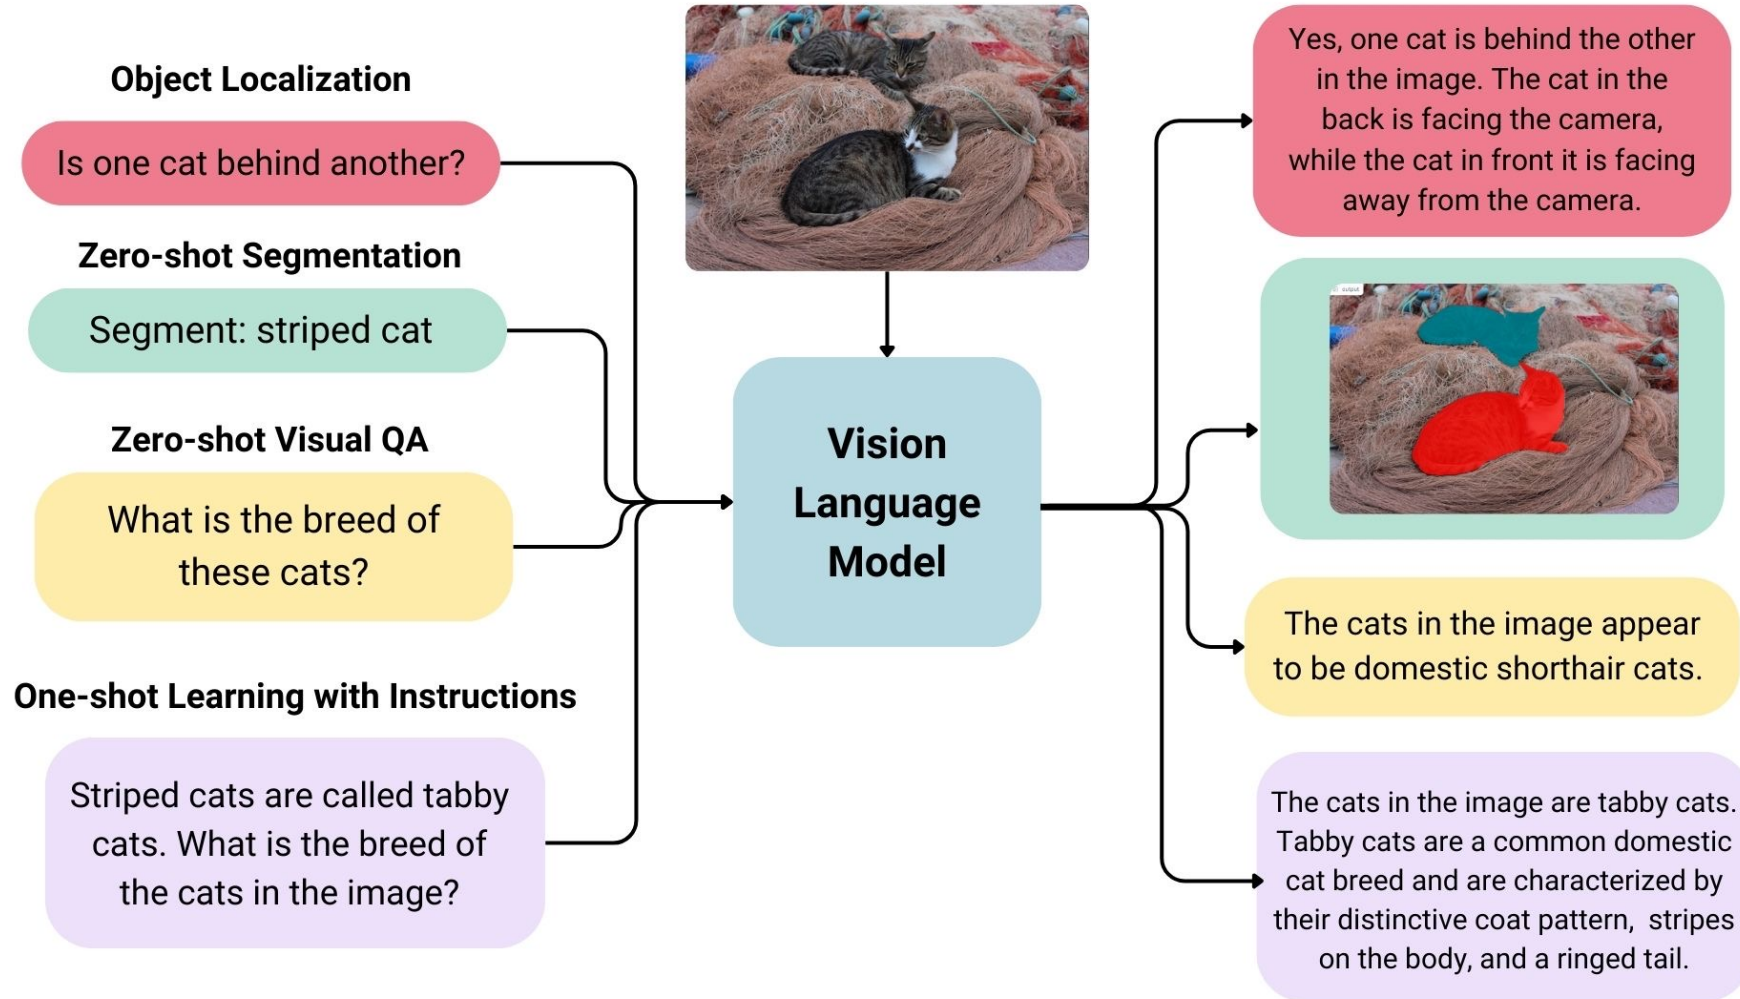 Object Localization
Is one cat behind another?
Zero-shot Segmentation
Segment: striped cat
Zero-shot Visual QA
What is the breed of
these cats?
One-shot Learning with Instructions
Striped cats are called tabby
cats. What is the breed of
the cats in the image?
Vision
Language
Model
Yes, one cat is behind the other
in the image. The cat in the
back is facing the camera,
while the cat in front it is facing
away from the camera.
output
The cats in the image appear
to be domestic shorthair cats.
The cats in the image are tabby cats.
Tabby cats are a common domestic
cat breed and are characterized by
their distinctive coat pattern, stripes
on the body, and a ringed tail.